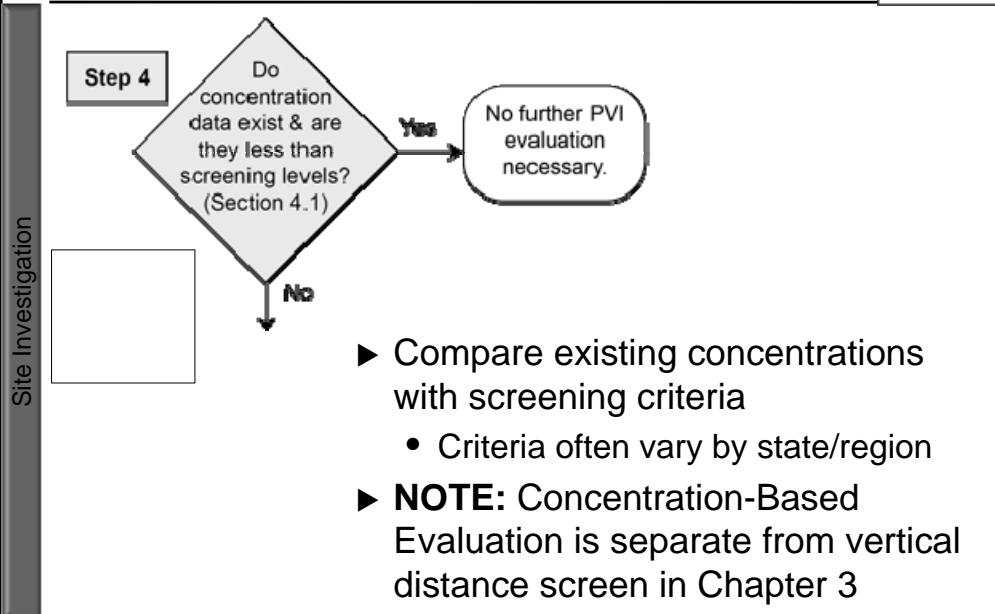 Site Investigation
Step 4
Do
concentration
data exist & are
they less than
screening levels?
(Section 4.1)
Yes
No further PVI
evaluation
necessary.
No
► Compare existing concentrations
with screening criteria
• Criteria often vary by state/region
► NOTE: Concentration-Based
Evaluation is separate from vertical
distance screen in Chapter 3